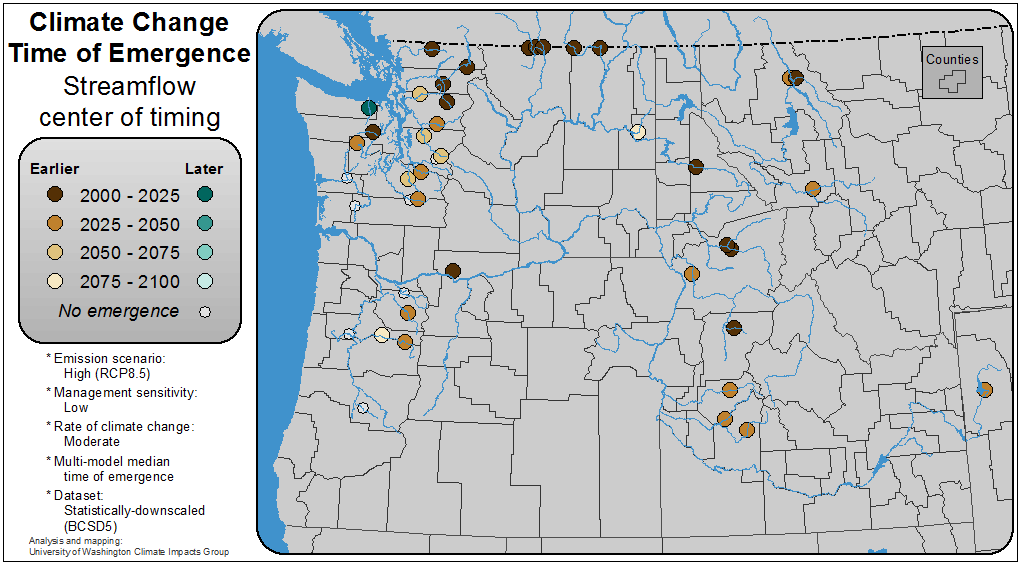 Climate Change
Time of Emergence
Streamflow
center of timing
Earlier Later
2000 - 2025
2025 - 2050
2050 - 2075
2075 - 2100
No emergence
* Emission scenario:
High (RCP8.5)
* Management sensitivity:
Low
* Rate of climate change:
Moderate
* Multi-model median
time of emergence
* Dataset:
Statistically-downscaled
(BCSD5)
Analysis and mapping:
University of Washington Climate Impacts Group
Counties